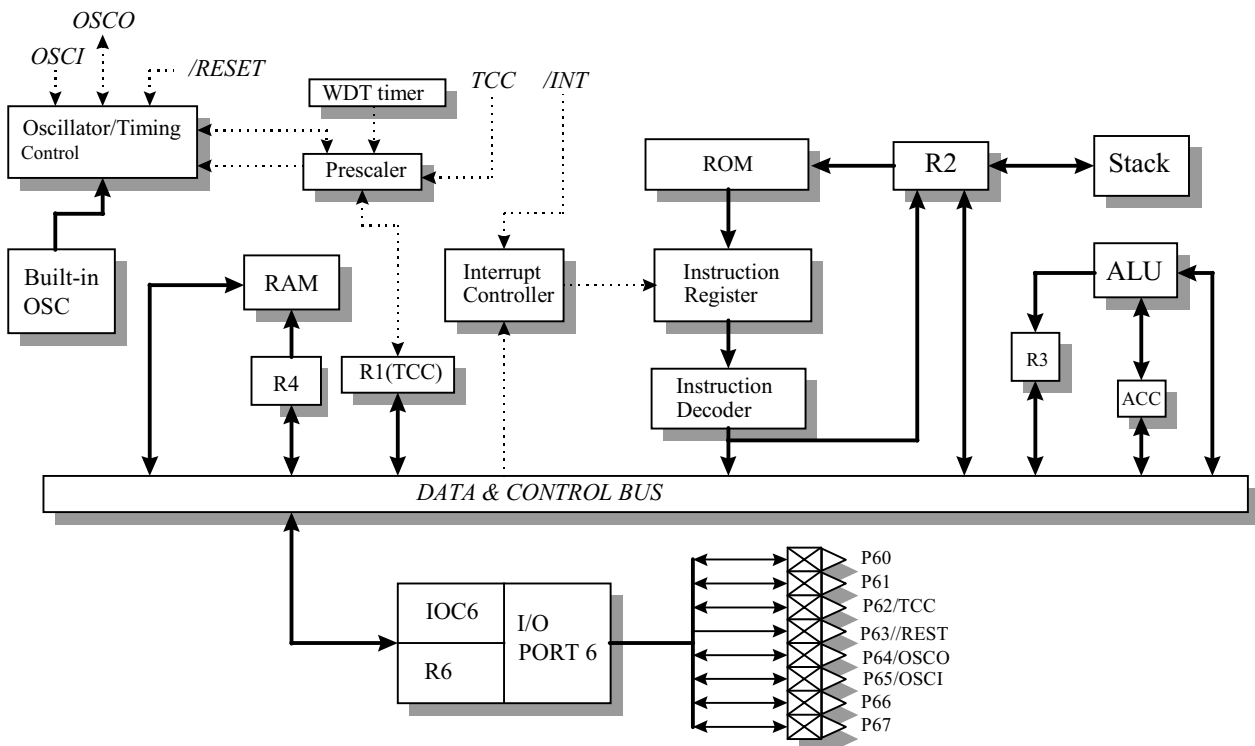 OSCO
OSCI
/RESET
WDT timer
TCC
/INT
Oscillator/Timing
Control
Prescaler
ROM
R2
Stack
Built-in
OSC
RAM
Interrupt
Controller
Instruction
Register
ALU
R4
R1(TCC)
Instruction
Decoder
R3
ACC
DATA & CONTROL BUS
IOC6
R6
I/O
PORT 6
P60
P61
P62/TCC
P63//REST
P64/OSCO
P65/OSCI
P66
P67